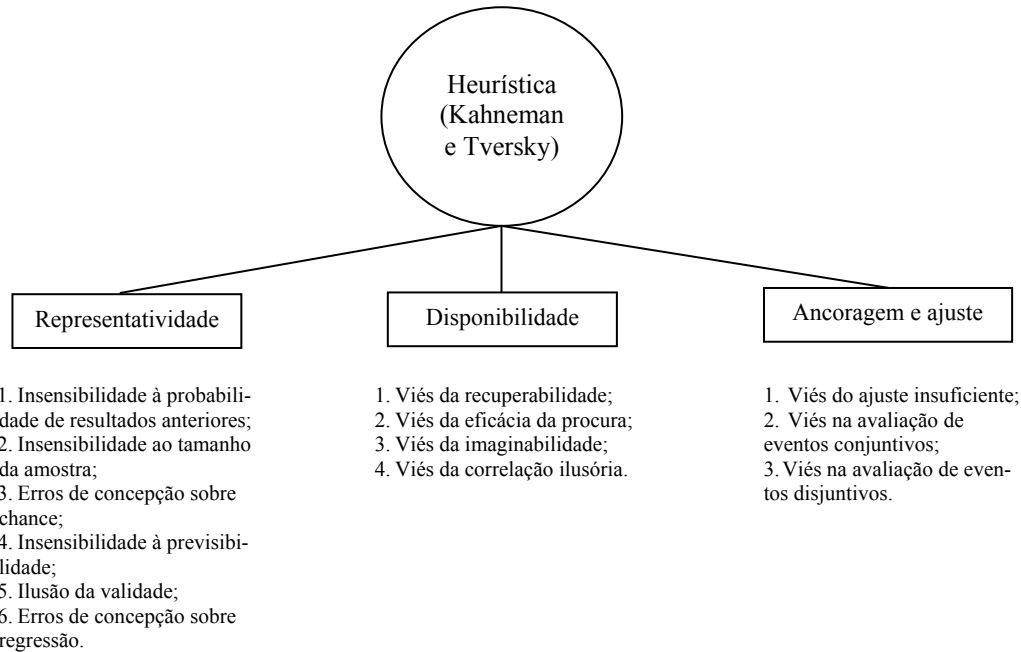 Heurística
(Kahneman
e Tversky)
Representatividade
Disponibilidade
Ancoragem e ajuste
1. Insensibilidade à probabili-
dade de resultados anteriores;
2. Insensibilidade ao tamanho
da amostra;
3. Erros de concepção sobre
chance;
4. Insensibilidade à previsibi-
lidade;
5. Ilusão da validade;
6. Erros de concepção sobre
regressão.
1. Viés da recuperabilidade;
2. Viés da eficácia da procura;
3. Viés da imaginabilidade;
4. Viés da correlação ilusória.
1. Viés do ajuste insuficiente;
2. Viés na avaliação de
eventos conjuntivos;
3. Viés na avaliação de even-
tos disjuntivos.